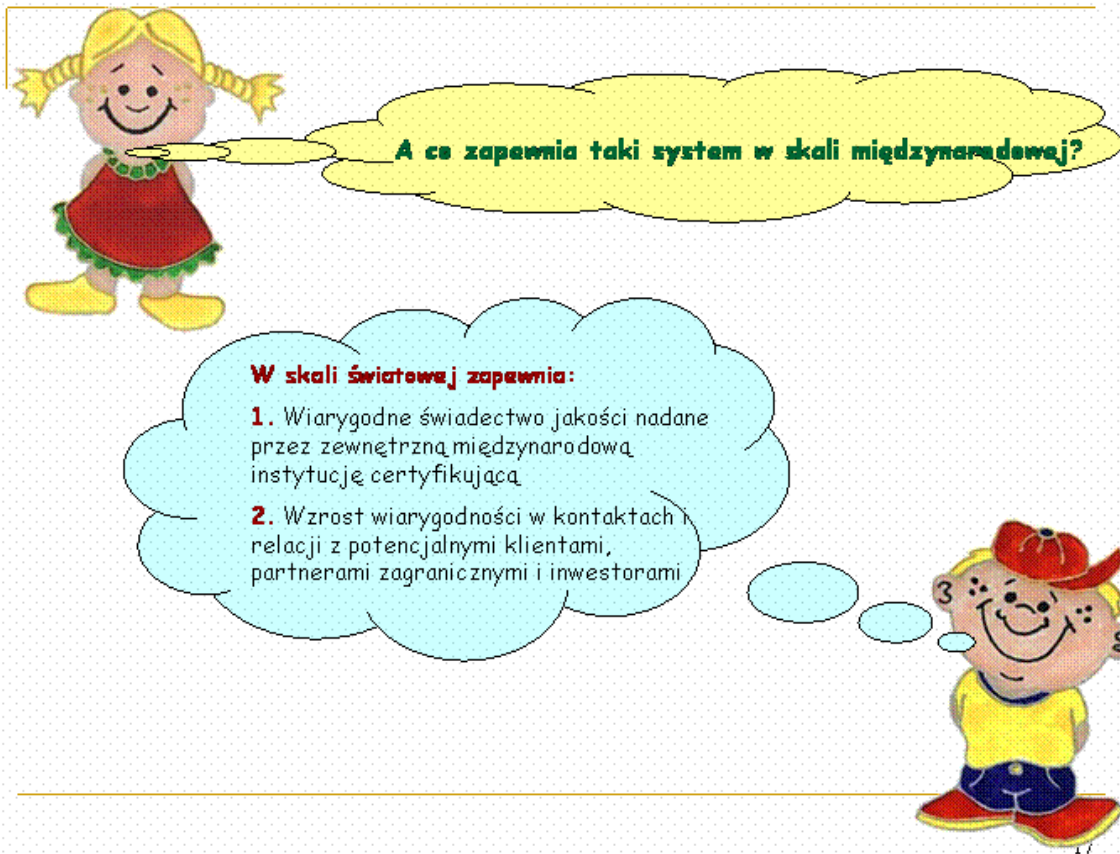 A co zapewnia taki system w skali międzynarodowej?
W skali światowej zapewnia:
1. Wiarygodne świadectwo jakości nadane
przez zewnętrzną międzynarodową
instytucję certyfikującą
2. Wzrost wiarygodności w kontaktach i
relacji z potencjalnymi klientami,
partnerami zagranicznymi i inwestorami
17